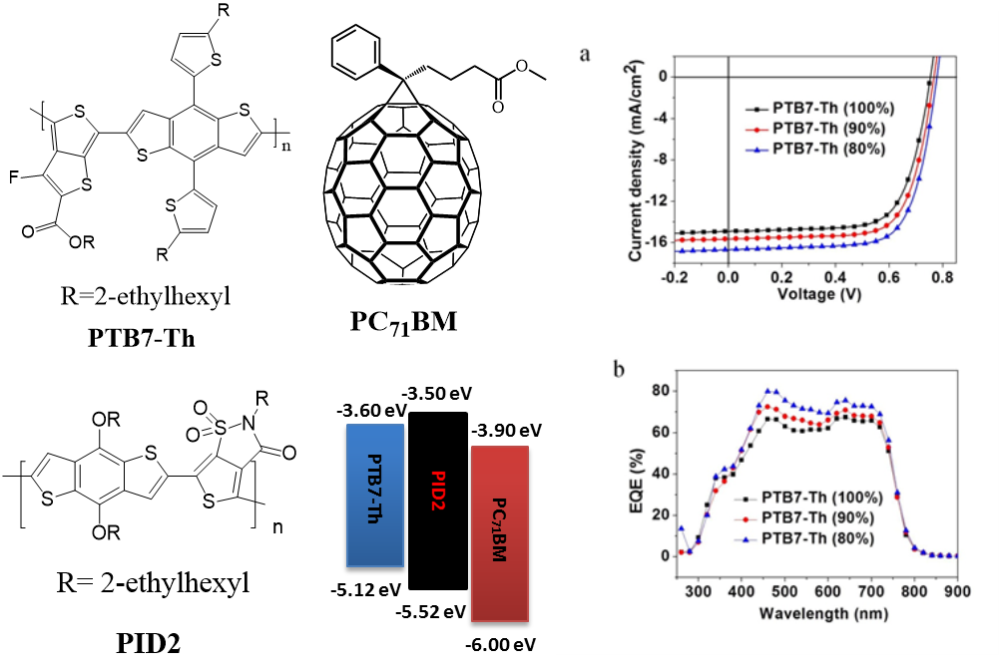 R
S
S
S
S
n
F
S
S
O
OR
R
R=2-ethylhexyl
PTB7-Th
O
O
PC71BM
OR
S
S
OR
O
O
S
N
R
O
S
n
R= 2-ethylhexyl
PID2
-3.60 eV
-3.50 eV
-3.90 eV
PTB7-Th
PID2
PC71BM
-5.12 eV
-5.52 eV
-6.00 eV
a
Current density (mA/cm2)
0
-4
-8
-12
-16
PTB7-Th (100%)
PTB7-Th (90%)
PTB7-Th (80%)
-0.2 0.0 0.2 0.4 0.6 0.8
Voltage (V)
b
EQE (%)
80
60
40
20
0
PTB7-Th (100%)
PTB7-Th (90%)
PTB7-Th (80%)
300 400 500 600 700 800 900
Wavelength (nm)